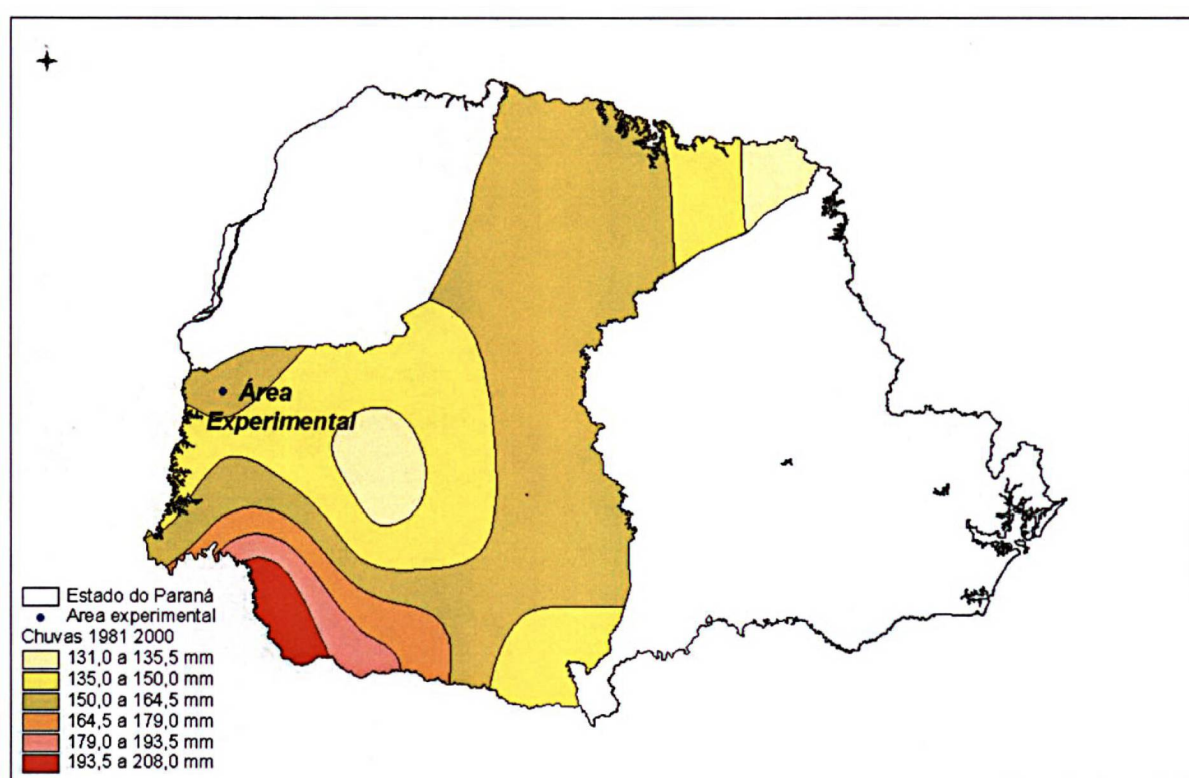 Área
Experimental
Estado do Paraná
Area experimental
Chuvas 1981 2000
131,0 a 135,5 mm
135,0 a 150,0 mm
150,0 a 164,5 mm
164,5 a 179,0 mm
179,0 a 193,5 mm
193,5 a 208,0 mm